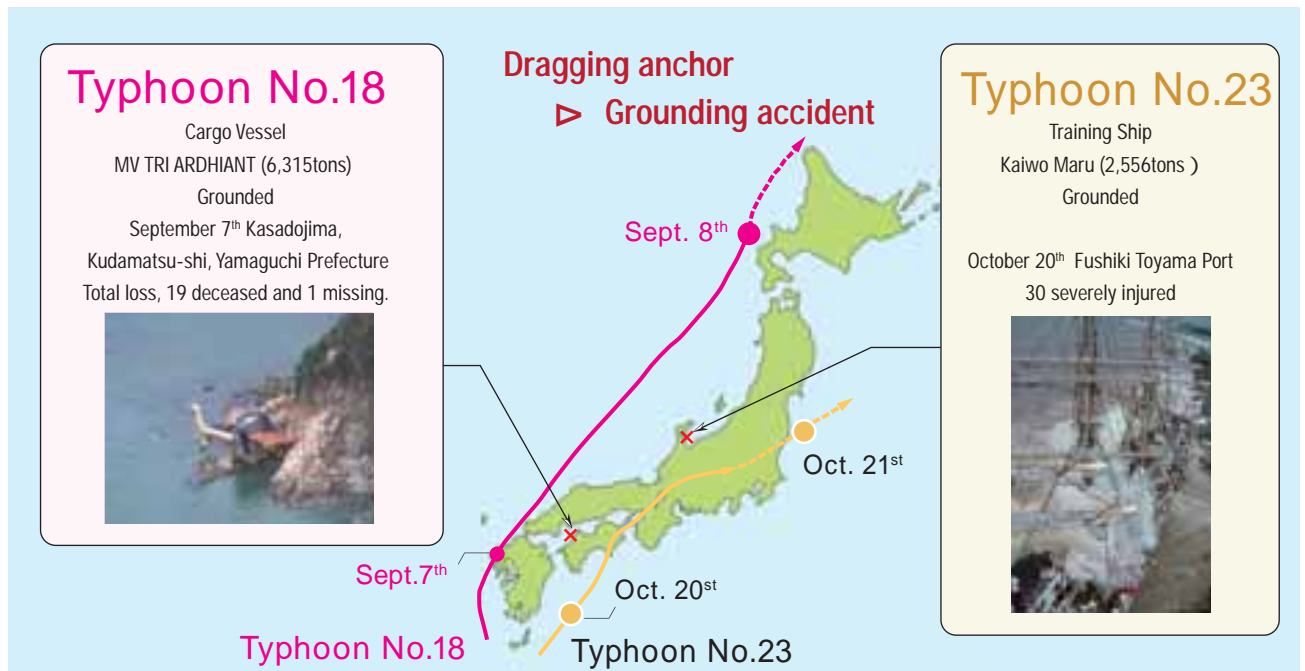 Typhoon No.18
Cargo Vessel
MV TRI ARDHIANT (6,315tons)
Grounded
September 7th Kasadojima,
Kudamatsu-shi, Yamaguchi Prefecture
Total loss, 19 deceased and 1 missing.
Dragging anchor
▷ Grounding accident
Typhoon No.23
Training Ship
Kaiwo Maru (2,556tons )
Grounded
October 20th Fushiki Toyama Port
30 severely injured
Sept. 8th
Oct. 21st
Sept.7th
Oct. 20st
Typhoon No.18
Typhoon No.23